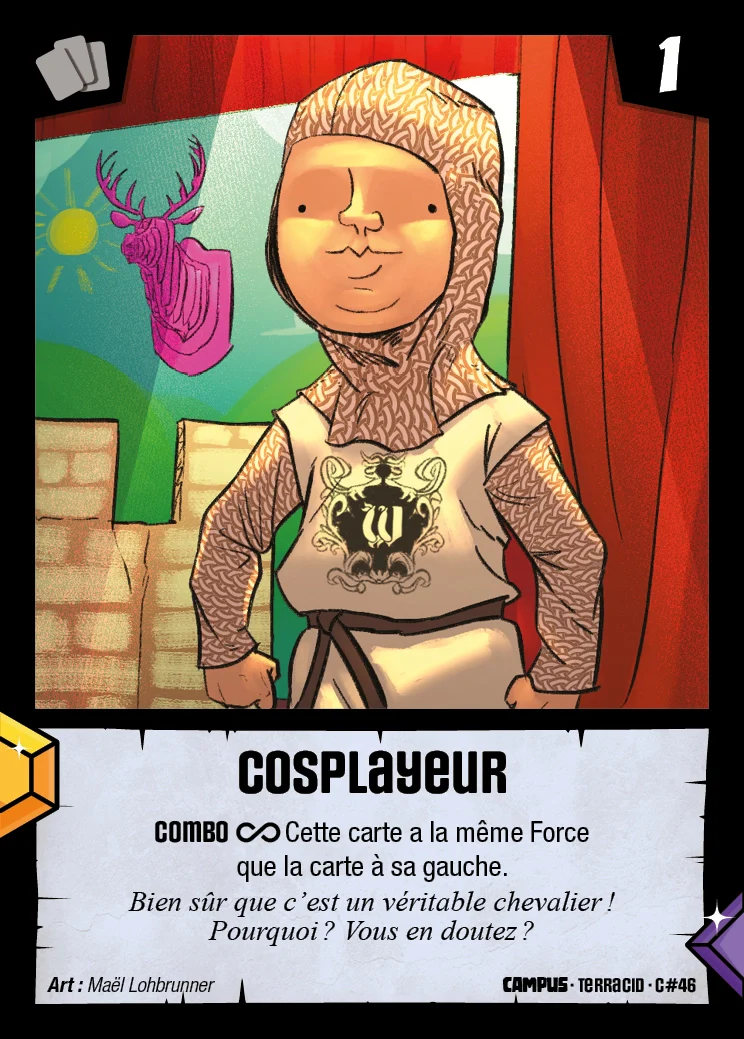 1
W
COSPLAYEUR
COMBO ∞ Cette carte a la même Force
que la carte à sa gauche.
Bien sûr que c’est un véritable chevalier !
Pourquoi ? Vous en doutez ?
Art : Maël Lohbrunner
CAMPUS · TERRACID · C#46